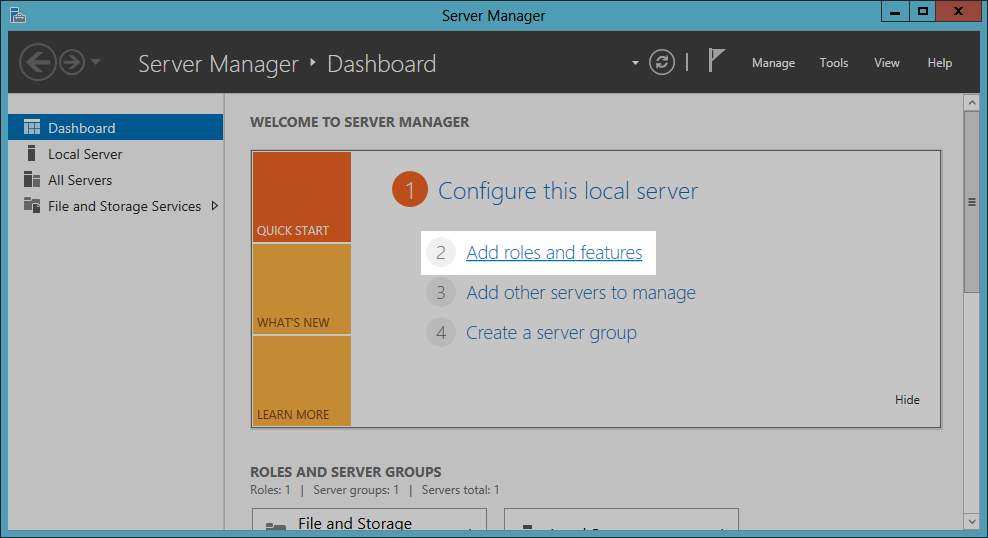 Server Manager
Server Manager ‣ Dashboard
Manage Tools View Help
Dashboard
Local Server
All Servers
File and Storage Services
WELCOME TO SERVER MANAGER
QUICK START
WHAT'S NEW
LEARN MORE
1 Configure this local server
2 Add roles and features
3 Add other servers to manage
4 Create a server group
Hide
ROLES AND SERVER GROUPS
Roles: 1 | Server groups: 1 | Servers total: 1
File and Storage